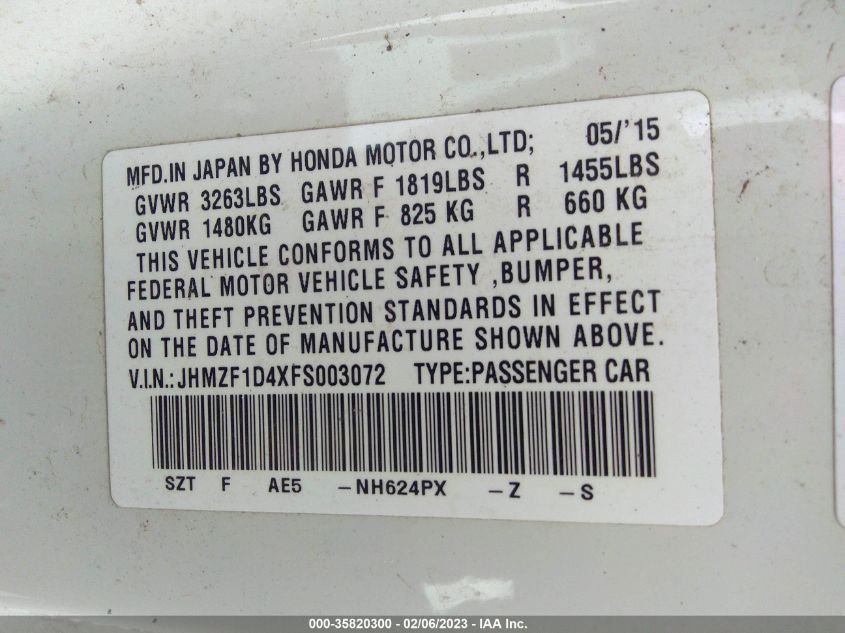 MFD.IN JAPAN BY HONDA MOTOR CO.,LTD; 05/'15
GVWR 3263LBS GAWR F 1819LBS R 1455LBS
GVWR 1480KG GAWR F 825 KG R 660 KG
THIS VEHICLE CONFORMS TO ALL APPLICABLE
FEDERAL MOTOR VEHICLE SAFETY ,BUMPER,
AND THEFT PREVENTION STANDARDS IN EFFECT
ON THE DATE OF MANUFACTURE SHOWN ABOVE.
V.I.N.:JHMZF1D4XFS003072 TYPE:PASSENGER CAR
SZT F AE5 -NH624PX -Z -S
000-35820300 - 02/06/2023 - IAA Inc.